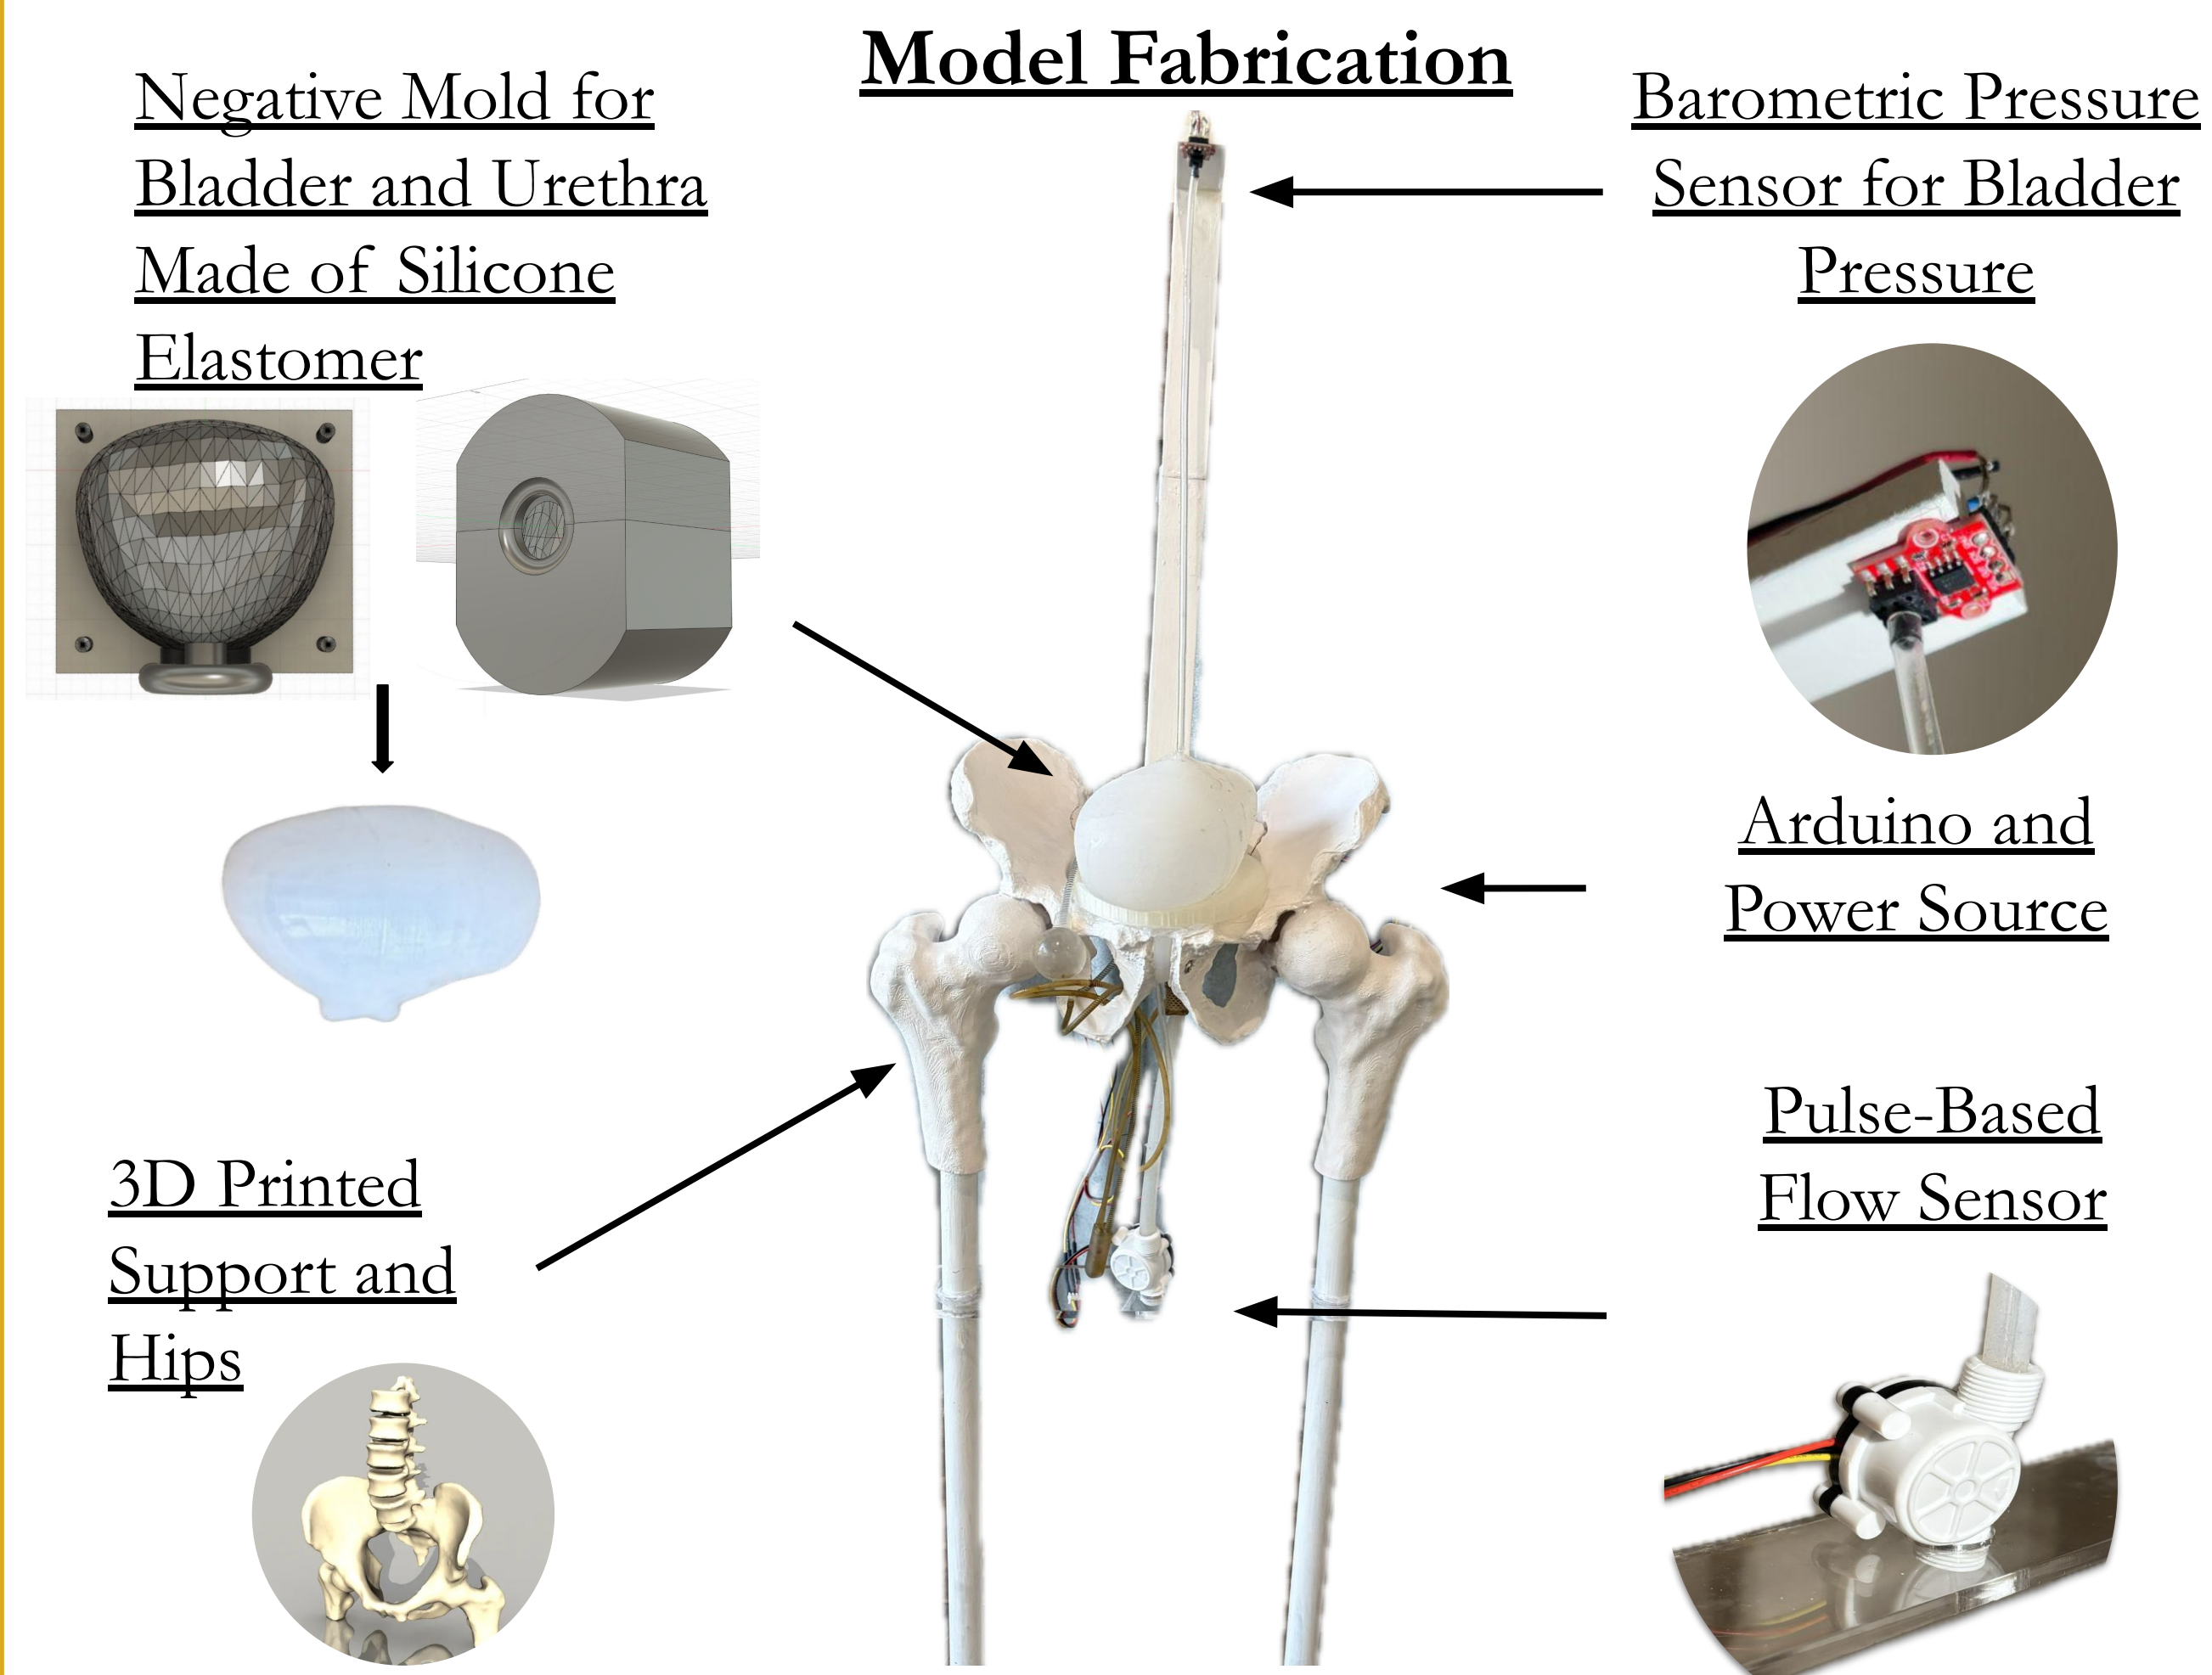 Model Fabrication
Negative Mold for
Bladder and Urethra
Made of Silicone
Elastomer
Barometric Pressure
Sensor for Bladder
Pressure
Arduino and
Power Source
3D Printed
Support and
Hips
Pulse-Based
Flow Sensor